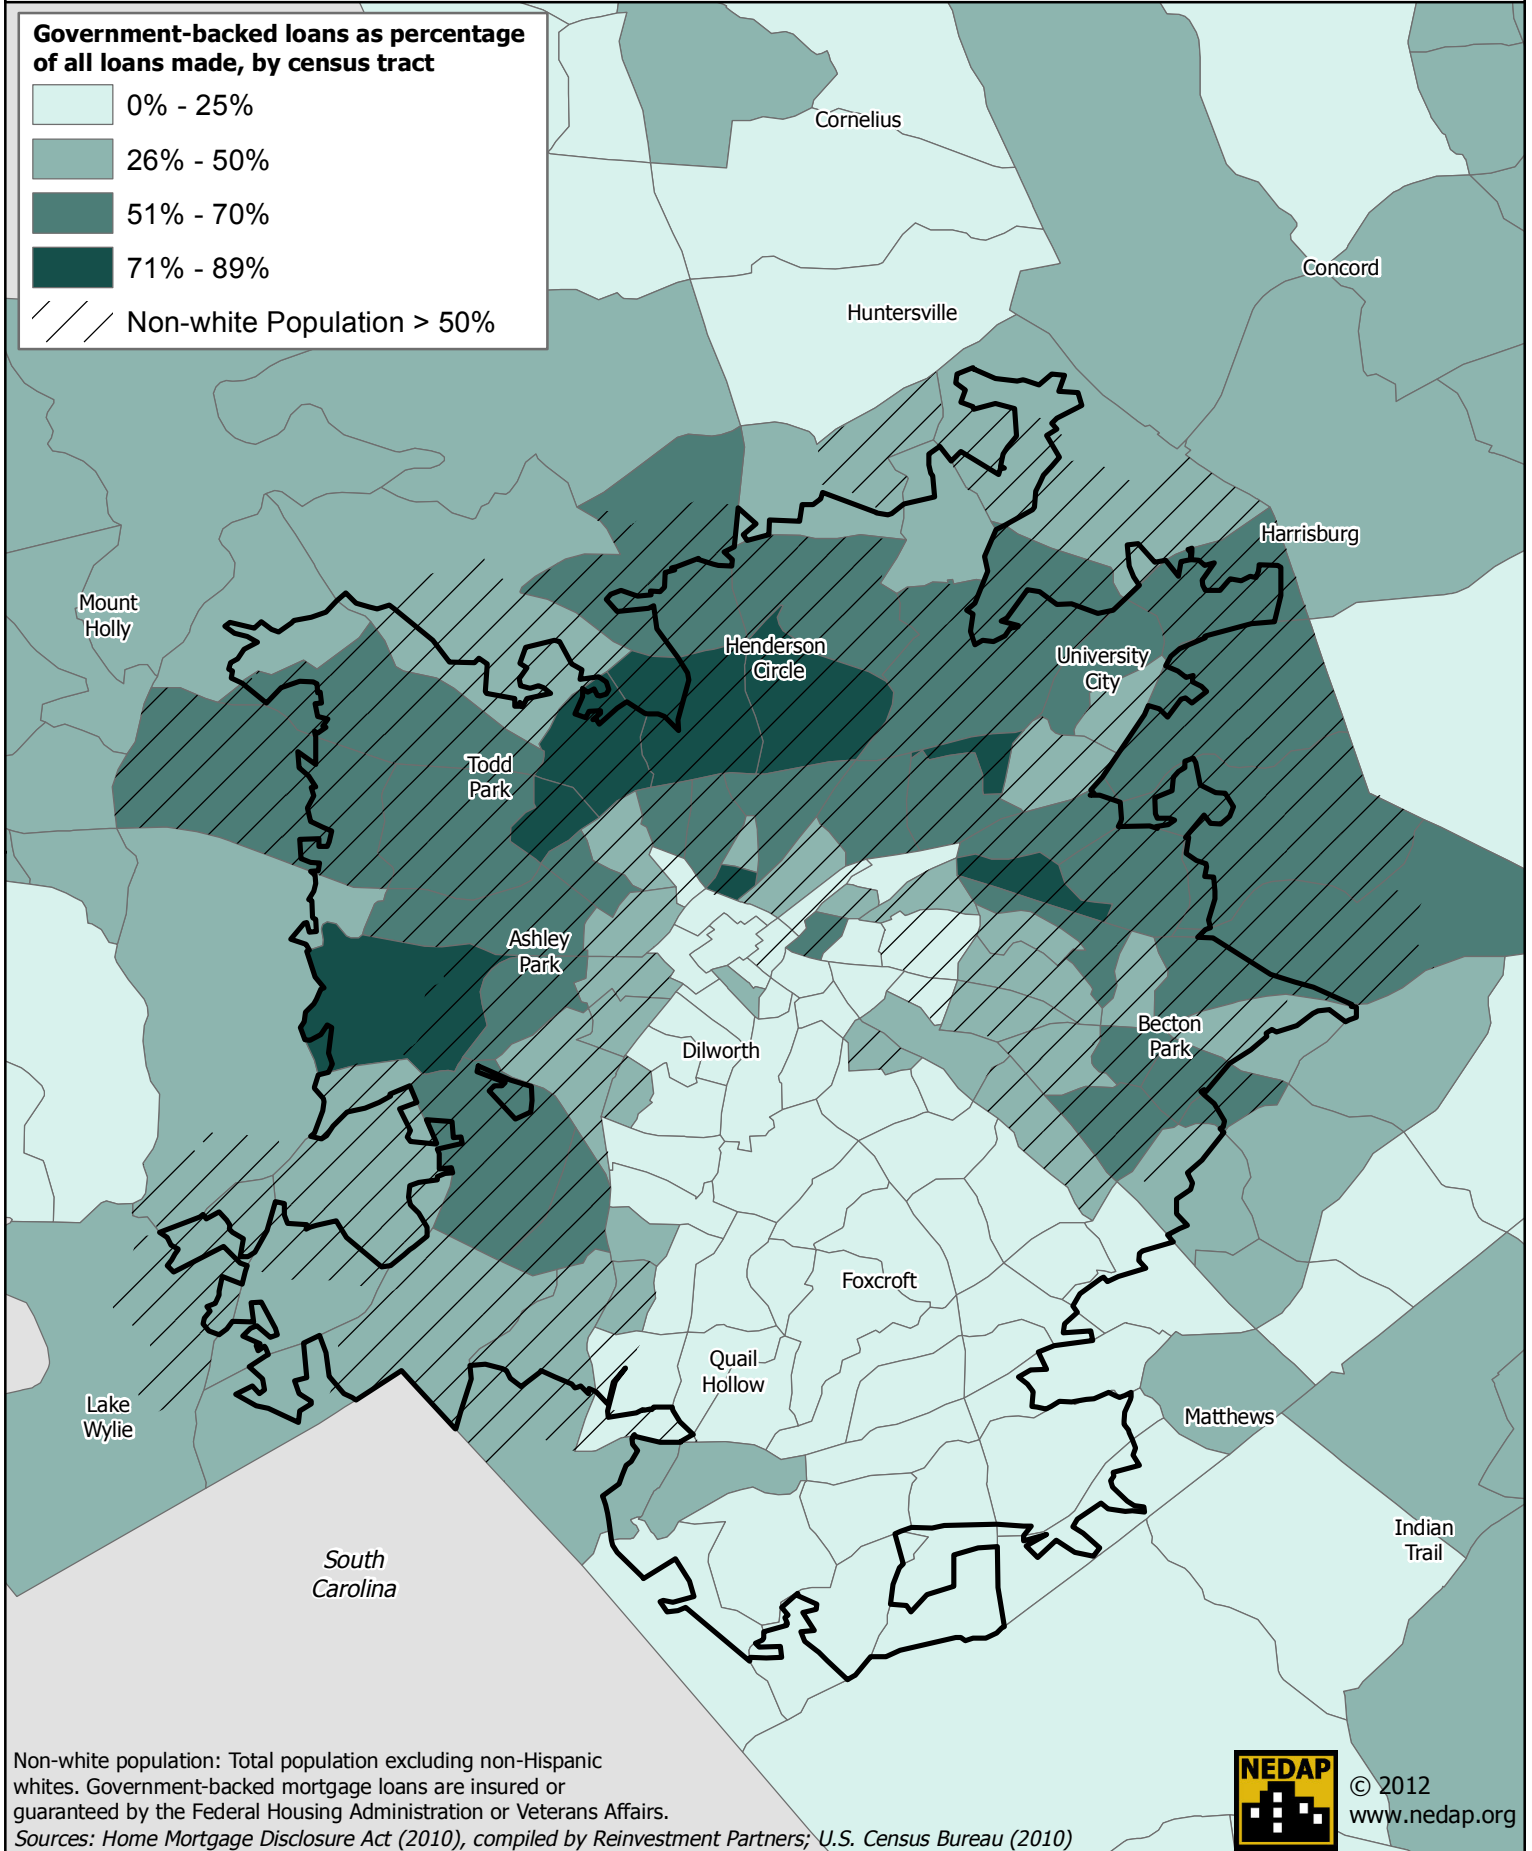 Government-backed loans as percentage
of all loans made, by census tract
0% - 25%
26% - 50%
51% - 70%
71% - 89%
Non-white Population > 50%
Cornelius
Concord
Huntersville
Harrisburg
Mount
Holly
Henderson
Circle
University
City
Todd
Park
Ashley
Park
Becton
Park
Dilworth
Foxcroft
Quail
Hollow
Lake
Wylie
Matthews
Indian
Trail
South
Carolina
Non-white population: Total population excluding non-Hispanic
whites. Government-backed mortgage loans are insured or
guaranteed by the Federal Housing Administration or Veterans Affairs.
Sources: Home Mortgage Disclosure Act (2010), compiled by Reinvestment Partners; U.S. Census Bureau (2010)
NEDAP
© 2012
www.nedap.org